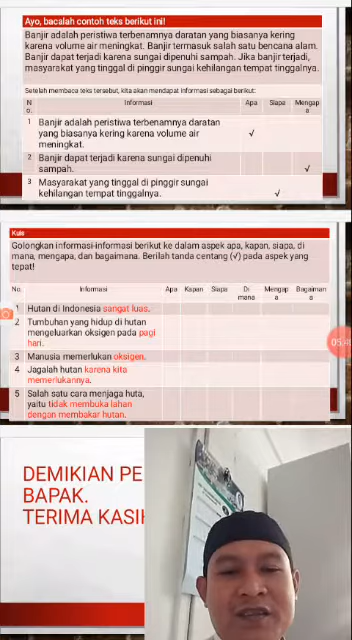 Ayo, bacalah contoh teks berikut ini!
Banjir adalah peristiwa terbenamnya daratan yang biasanya kering
karena volume air meningkat. Banjir termasuk salah satu bencana alam.
Banjir dapat terjadi karena sungai dipenuhi sampah. Jika banjir terjadi,
masyarakat yang tinggal di pinggir sungai kehilangan tempat tinggalnya.
Setelah membaca teks tersebut, kita akan mendapat informasi sebagai berikut:
N
o. Informasi Apa Siapa Mengap
a
1 Banjir adalah peristiwa terbenamnya daratan
yang biasanya kering karena volume air √
meningkat.
2 Banjir dapat terjadi karena sungai dipenuhi
sampah. √
3 Masyarakat yang tinggal di pinggir sungai
kehilangan tempat tinggalnya. √
Kuis
Golongkan informasi-informasi berikut ke dalam aspek apa, kapan, siapa, di
mana, mengapa, dan bagaimana. Berilah tanda centang (√) pada aspek yang
tepat!
No. Informasi Apa Kapan Siapa Di
mana Mengap
a Bagaiman
a
1 Hutan di Indonesia sangat luas.
2 Tumbuhan yang hidup di hutan
mengeluarkan oksigen pada pagi
hari.
3 Manusia memerlukan oksigen.
4 Jagalah hutan karena kita
memerlukannya.
5 Salah satu cara menjaga huta,
yaitu tidak membuka lahan
dengan membakar hutan.
DEMIKIAN PE
BAPAK.
TERIMA KASI